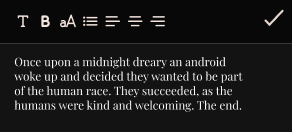 T B aA
Once upon a midnight dreary an android
woke up and decided they wanted to be part
of the human race. They succeeded, as the
humans were kind and welcoming. The end.